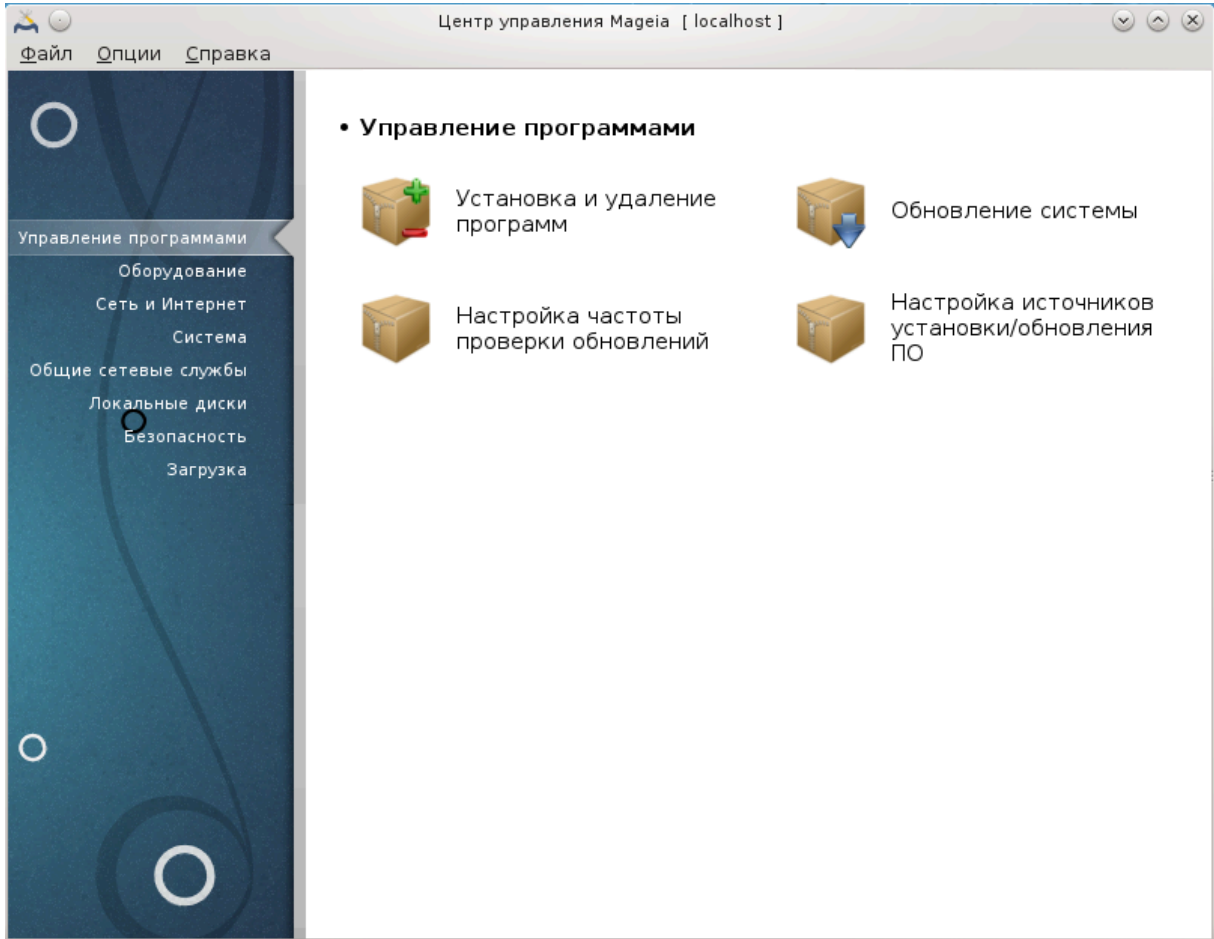 Центр управления Mageia [ localhost ]
Файл Опции Справка
Управление программами
Оборудование
Сеть и Интернет
Система
Общие сетевые службы
Локальные диски
Безопасность
Загрузка
• Управление программами
Установка и удаление
программ
Обновление системы
Настройка частоты
проверки обновлений
Настройка источников
установки/обновления
ПО